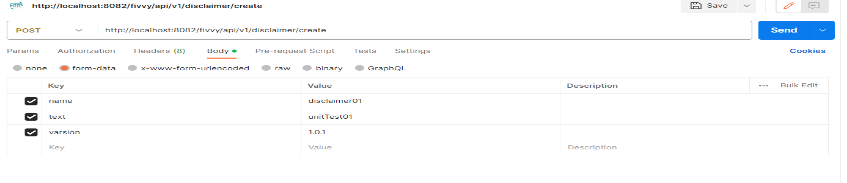 HTTP http://localhost:8082/fivvy/api/v1/disclaimer/create Save
POST http://localhost:8082/fivvy/api/v1/disclaimer/create Send
Params Authorization Headers (8) Body Pre-request Script Tests Settings Cookies
none form-data x-www-form-urlencoded raw binary GraphQL
Key Value Description Bulk Edit
name disclaimer01
text unitTest01
varsion 1.0.1
Key Value Description